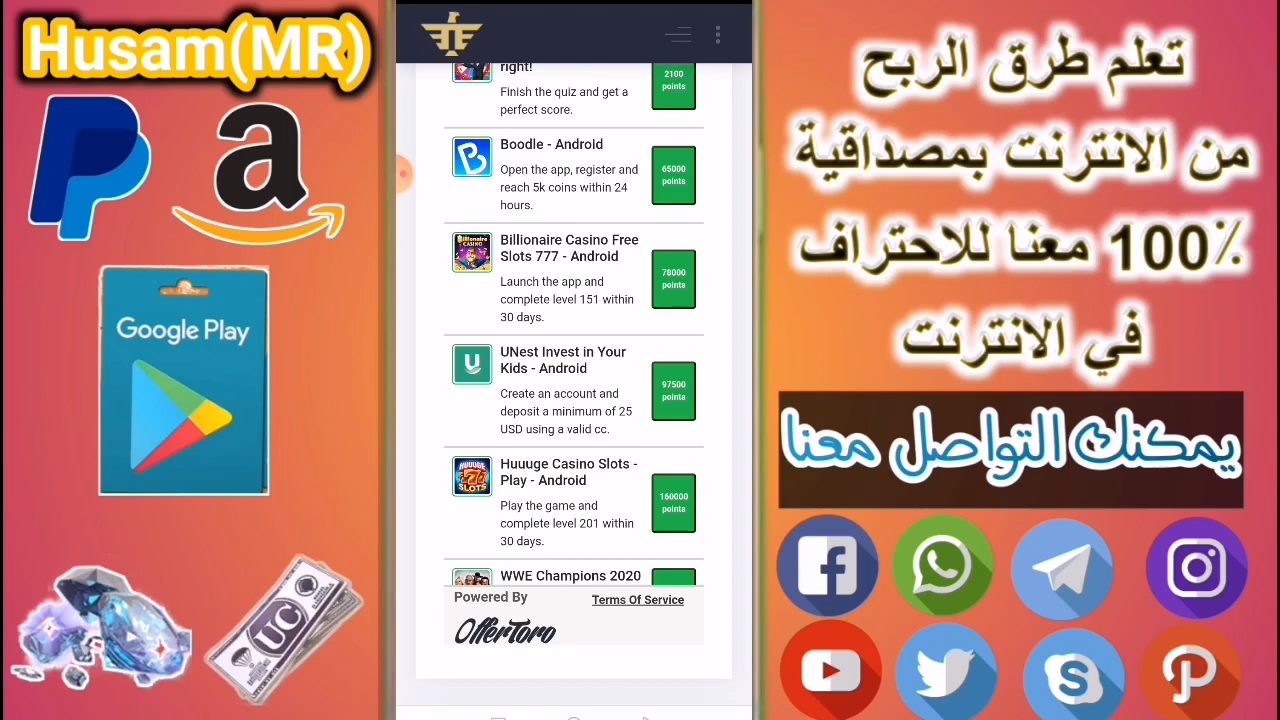 Husam(MR)
Google Play
UC
right!
Finish the quiz and get a
perfect score.
2100
points
Boodle - Android
Open the app, register and
reach 5k coins within 24
hours.
65000
points
Billionaire Casino Free
Slots 777 - Android
Launch the app and
complete level 151 within
30 days.
78000
points
UNest Invest in Your
Kids - Android
Create an account and
deposit a minimum of 25
USD using a valid cc.
97500
points
Huuuge Casino Slots -
Play - Android
Play the game and
complete level 201 within
30 days.
160000
points
WWE Champions 2020
Powered By
Terms Of Service
OfferToro
تعلم طرق الربح
من الانترنت بمصداقية
100٪ معنا للاحتراف
في الانترنت
يمكنك التواصل معنا